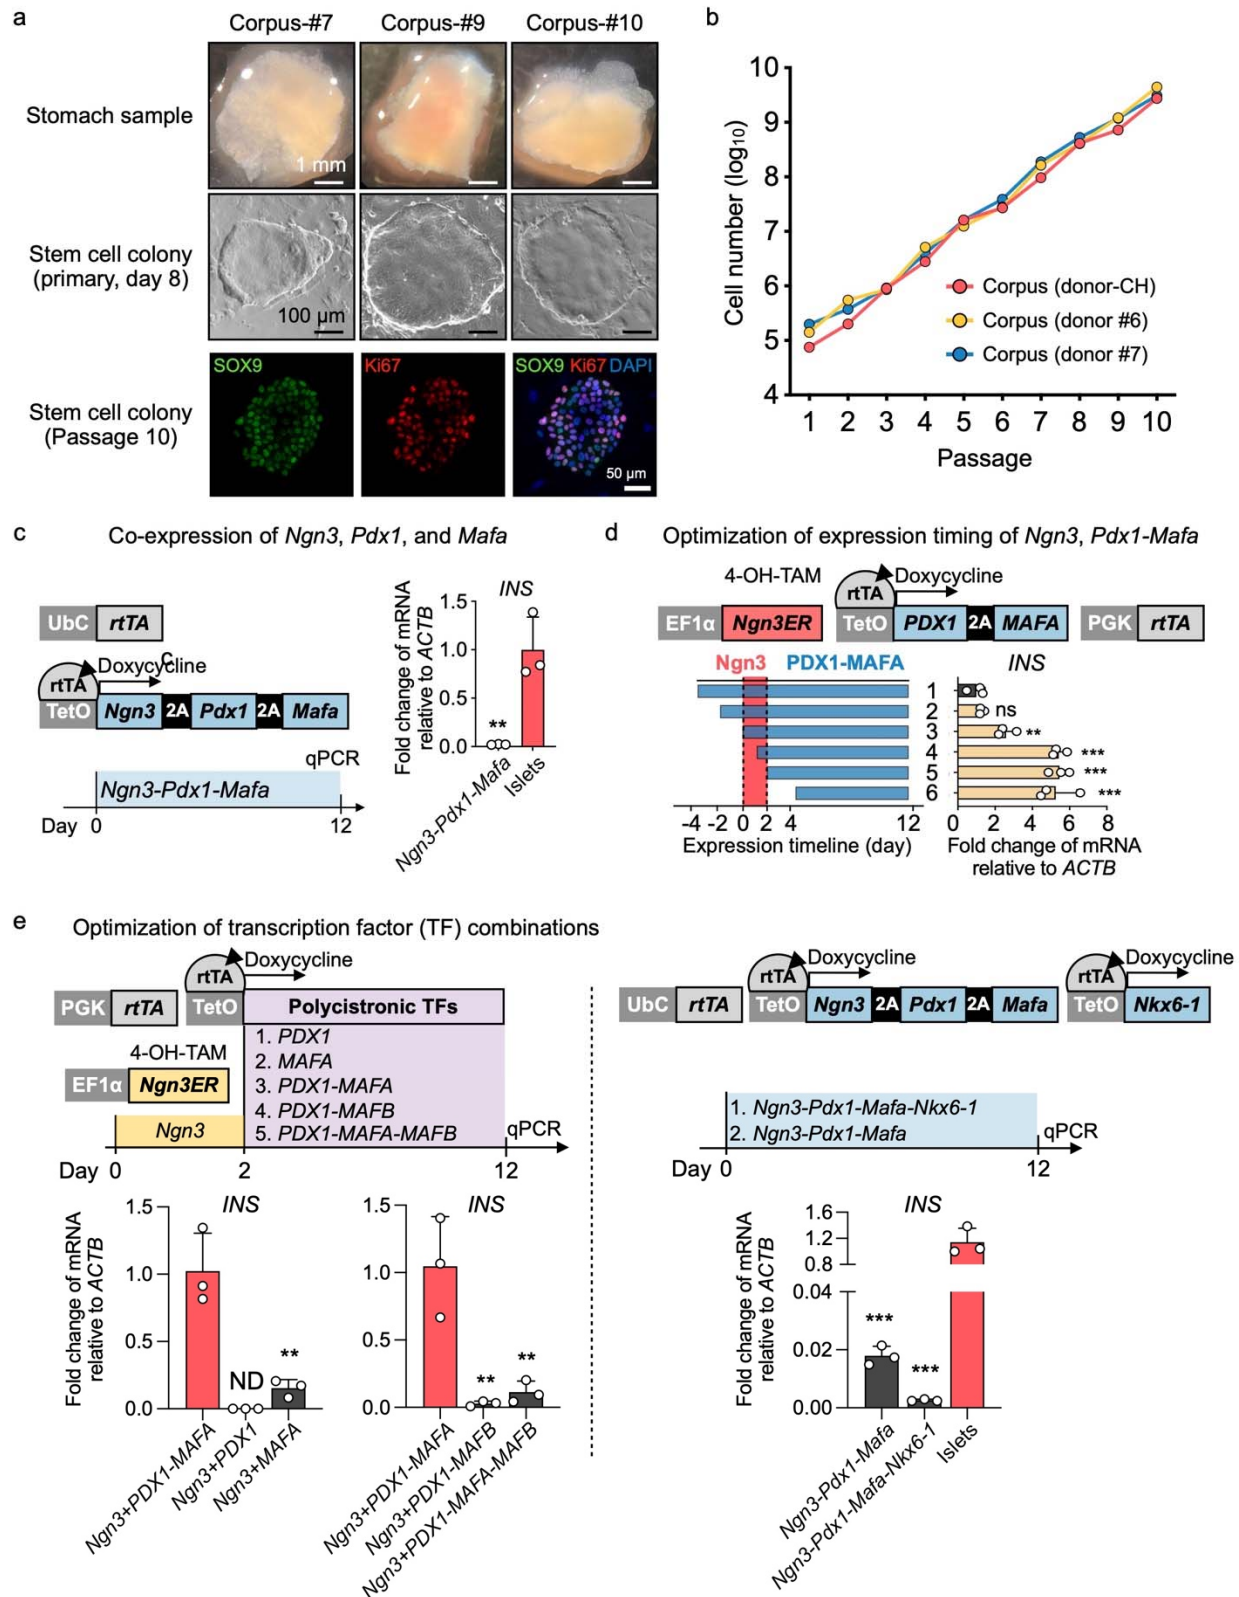 a
Corpus-#7 Corpus-#9 Corpus-#10
Stomach sample
1 mm
Stem cell colony
(primary, day 8)
100 µm
SOX9 Ki67 SOX9 Ki67 DAPI
Stem cell colony
(Passage 10)
50 µm
b
10
9
8
7
6
5
4
Cell number (log10)
Corpus (donor-CH)
Corpus (donor #6)
Corpus (donor #7)
1 2 3 4 5 6 7 8 9 10
Passage
c Co-expression of Ngn3, Pdx1, and Mafa
UbC rtTA
c
rtTA Doxycycline
TetO Ngn3 2A Pdx1 2A Mafa
qPCR
Ngn3-Pdx1-Mafa
Day 0 12
INS
Fold change of mRNA
relative to ACTB
1.5
1.0
0.5
0.0
**
Ngn3-Pdx1-Mafa
Islets
d Optimization of expression timing of Ngn3, Pdx1-Mafa
4-OH-TAM rtTA Doxycycline
EF1α Ngn3ER TetO PDX1 2A MAFA PGK rtTA
Ngn3 PDX1-MAFA INS
1
2 ns
3 **
4 ***
5 ***
6 ***
-4 -2 0 2 4 12
Expression timeline (day)
0 2 4 6 8
Fold change of mRNA
relative to ACTB
e Optimization of transcription factor (TF) combinations
rtTA Doxycycline
PGK rtTA TetO Polycistronic TFs
1. PDX1
2. MAFA
3. PDX1-MAFA
4. PDX1-MAFB
5. PDX1-MAFA-MAFB
4-OH-TAM
EF1α Ngn3ER
Ngn3
qPCR
Day 0 2 12
INS
Fold change of mRNA
relative to ACTB
1.5
1.0
0.5
0.0
ND
**
Ngn3+PDX1-MAFA
Ngn3+PDX1
Ngn3+MAFA
INS
1.5
1.0
0.5
0.0
**
**
Ngn3+PDX1-MAFA
Ngn3+PDX1-MAFB
Ngn3+PDX1-MAFA-MAFB
rtTA Doxycycline rtTA Doxycycline
UbC rtTA TetO Ngn3 2A Pdx1 2A Mafa TetO Nkx6-1
1. Ngn3-Pdx1-Mafa-Nkx6-1
2. Ngn3-Pdx1-Mafa
qPCR
Day 0 12
INS
Fold change of mRNA
relative to ACTB
1.6
1.2
0.8
0.04
0.02
0.00
***
***
Ngn3-Pdx1-Mafa
Ngn3-Pdx1-Mafa-Nkx6-1
Islets